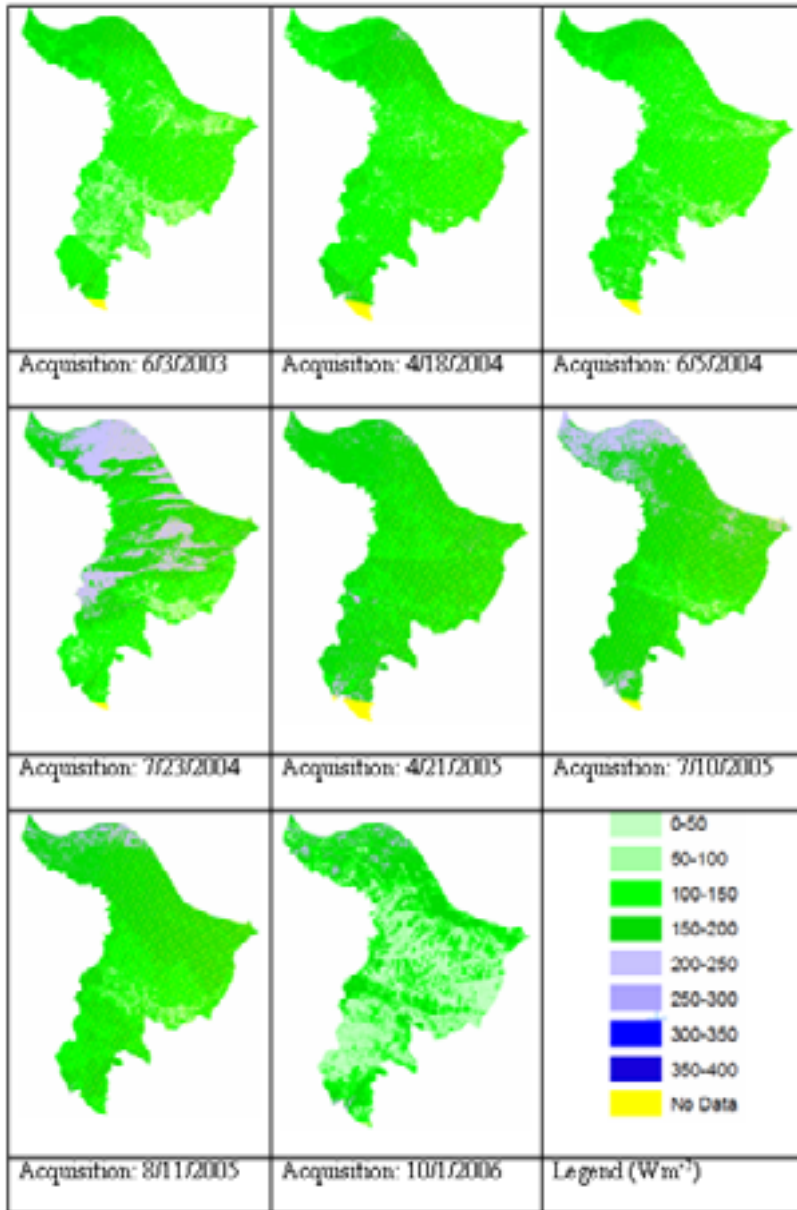 Acquisition: 6/3/2003
Acquisition: 4/18/2004
Acquisition: 6/5/2004
Acquisition: 7/23/2004
Acquisition: 4/21/2005
Acquisition: 7/10/2005
0-50
50-100
100-150
150-200
200-250
250-300
300-350
350-400
No Data
Acquisition: 8/11/2005
Acquisition: 10/1/2006
Legend (Wm⁻²)